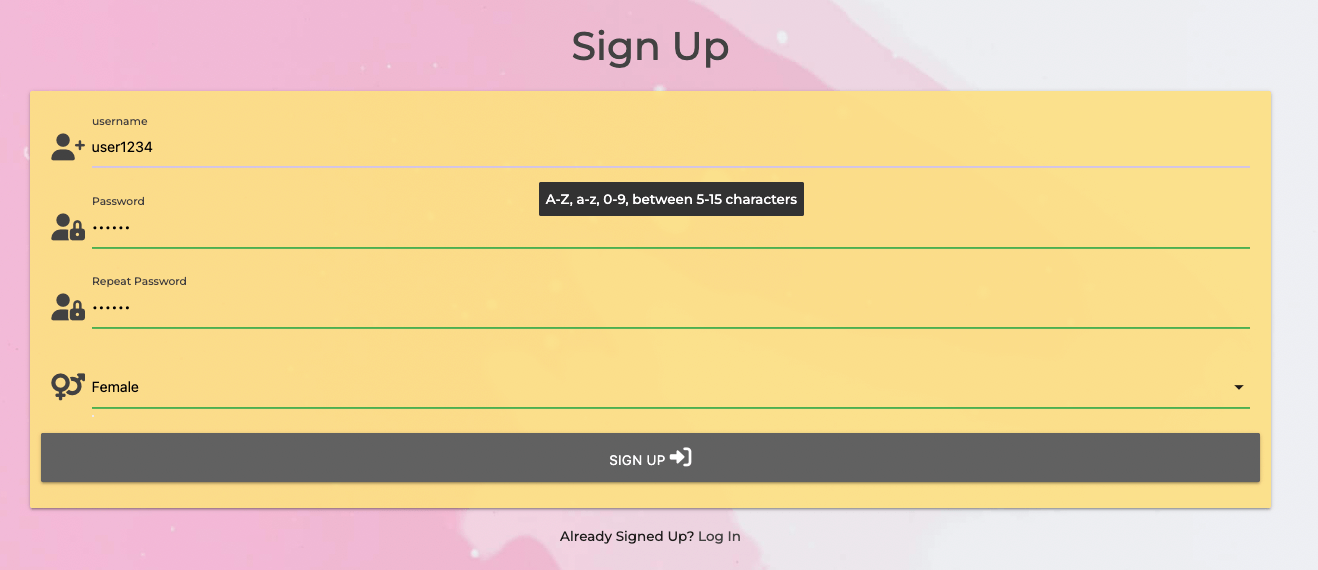 Sign Up
username
user1234
A-Z, a-z, 0-9, between 5-15 characters
Password
••••••
Repeat Password
••••••
Female
SIGN UP
Already Signed Up? Log In